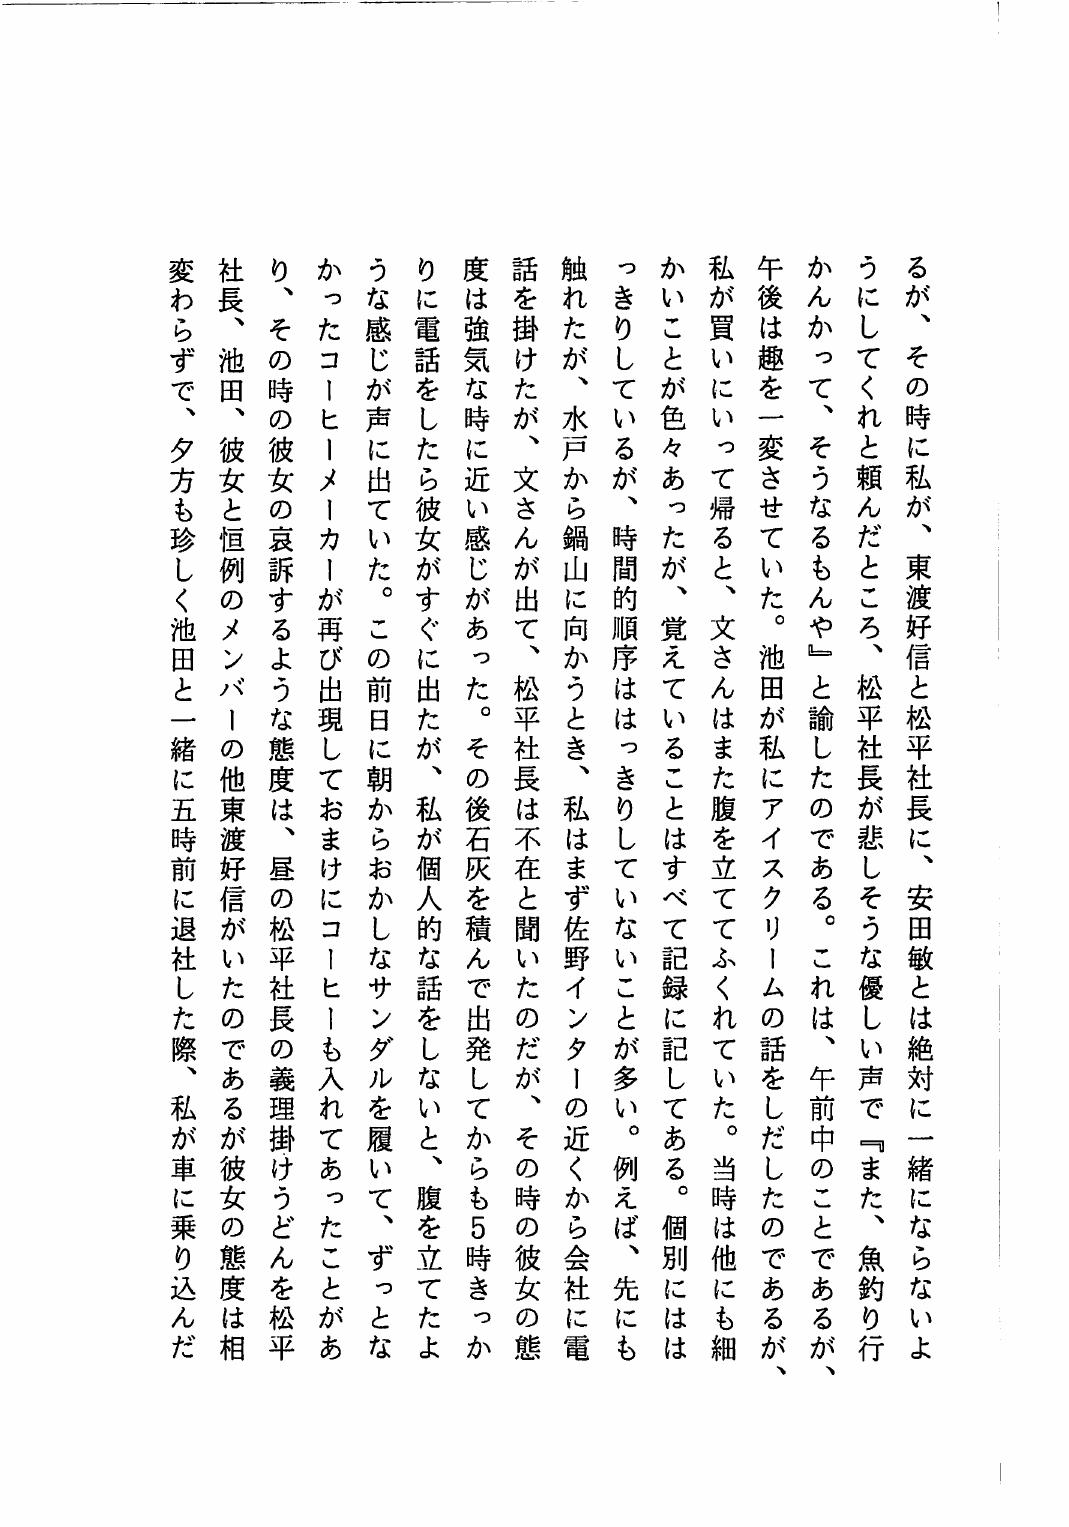 るが、その時に私が、東渡好信と松平社長に、安田敏とは絶対に一緒にならないよ
うにしてくれと頼んだところ、松平社長が悲しそうな優しい声で『また、魚釣り行
かんかって、そうなるもんや』と諭したのである。これは、午前中のことであるが、
午後は趣を一変させていた。池田が私にアイスクリームの話をしだしたのであるが、
私が買いにいって帰ると、文さんはまた腹を立ててふくれていた。当時は他にも細
かいことが色々あったが、覚えていることはすべて記録に記してある。個別にはは
っきりしているが、時間的順序ははっきりしていないことが多い。例えば、先にも
触れたが、水戸から鍋山に向かうとき、私はまず佐野インターの近くから会社に電
話を掛けたが、文さんが出て、松平社長は不在と聞いたのだが、その時の彼女の態
度は強気な時に近い感じがあった。その後石灰を積んで出発してからも5時きっか
りに電話をしたら彼女がすぐに出たが、私が個人的な話をしないと、腹を立てたよ
うな感じが声に出ていた。この前日に朝からおかしなサンダルを履いて、ずっとな
かったコーヒーメーカーが再び出現しておまけにコーヒーも入れてあったことがあ
り、その時の彼女の哀訴するような態度は、昼の松平社長の義理掛けうどんを松平
社長、池田、彼女と恒例のメンバーの他東渡好信がいたのであるが彼女の態度は相
変わらずで、夕方も珍しく池田と一緒に五時前に退社した際、私が車に乗り込んだ